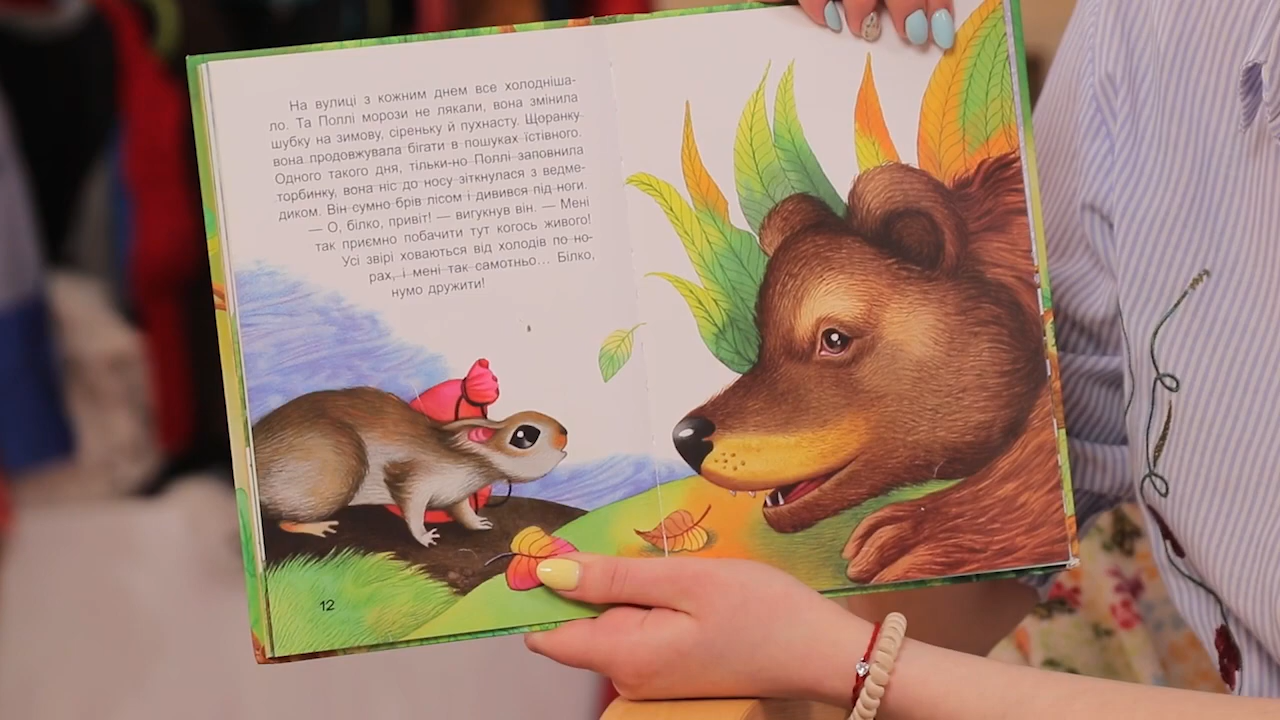 На вулиці з кожним днем все холодніша-
ло. Та Поллі морози не лякали, вона змінила
шубку на зимову, сіреньку й пухнасту. Щоранку
вона продовжувала бігати в пошуках їстівного.
Одного такого дня, тільки-но Поллі заповнила
торбинку, вона ніс до носу зіткнулася з ведме-
диком. Він сумно брів лісом і дивився під ноги.
— О, білко, привіт! — вигукнув він. — Мені
так приємно побачити тут когось живого!
Усі звірі ховаються від холодів по но-
рах, і мені так самотньо... Білко,
нумо дружити!
12